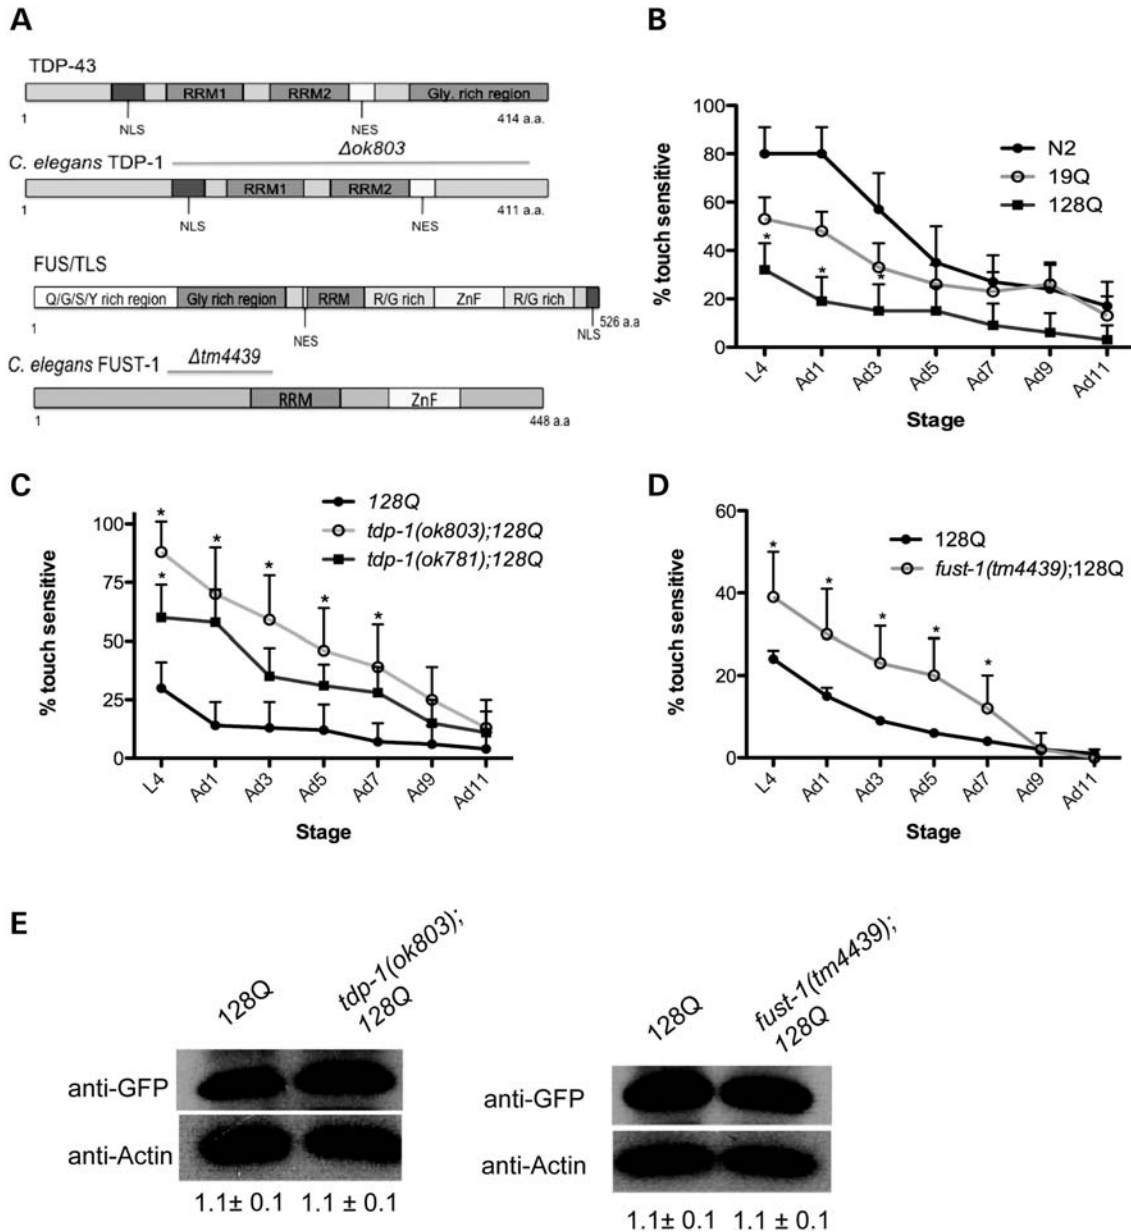 A
TDP-43
RRM1 RRM2 Gly. rich region
1 NLS NES 414 a.a.
Δok803
C. elegans TDP-1
RRM1 RRM2
1 NLS NES 411 a.a.
FUS/TLS
Q/G/S/Y rich region Gly rich region RRM R/G rich ZnF R/G rich
1 NES NLS 526 a.a
Δtm4439
C. elegans FUST-1
RRM ZnF
1 448 a.a
B
% touch sensitive
100
80
60
40
20
0
N2
19Q
128Q
* * *
L4 Ad1 Ad3 Ad5 Ad7 Ad9 Ad11
Stage
C
% touch sensitive
100
75
50
25
0
128Q
tdp-1(ok803);128Q
tdp-1(ok781);128Q
* * * * *
*
L4 Ad1 Ad3 Ad5 Ad7 Ad9 Ad11
Stage
D
% touch sensitive
60
40
20
0
128Q
fust-1(tm4439);128Q
* * * * *
L4 Ad1 Ad3 Ad5 Ad7 Ad9 Ad11
Stage
E
128Q
tdp-1(ok803);
128Q
anti-GFP
anti-Actin
1.1± 0.1 1.1 ± 0.1
128Q
fust-1(tm4439);
128Q
anti-GFP
anti-Actin
1.1± 0.1 1.1 ± 0.1